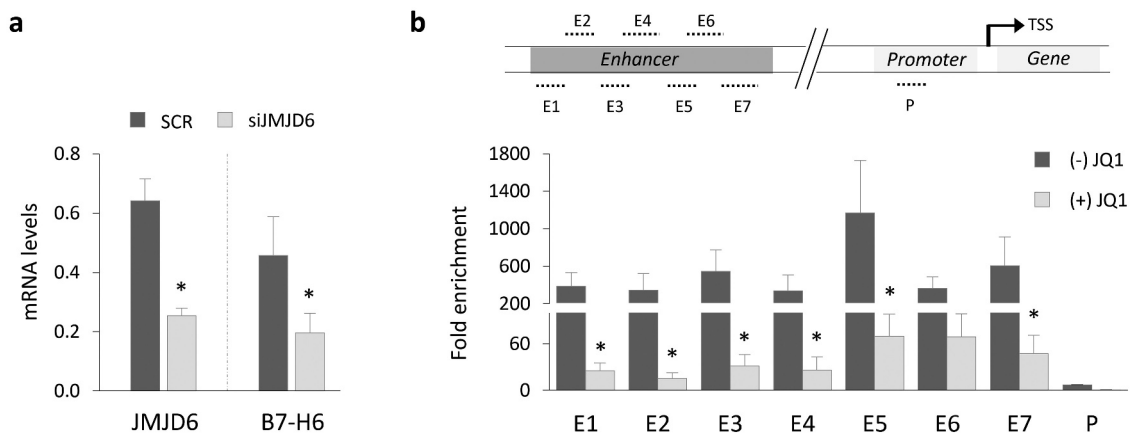 a
SCR siJMJD6
mRNA levels
0.8
0.6
0.4
0.2
0.0
*
*
JMJD6 B7-H6
b
E2 E4 E6
TSS
Enhancer Promoter Gene
E1 E3 E5 E7 P
(-) JQ1
(+) JQ1
Fold enrichment
1800
1400
1000
600
200
60
0
* * * * * *
E1 E2 E3 E4 E5 E6 E7 P